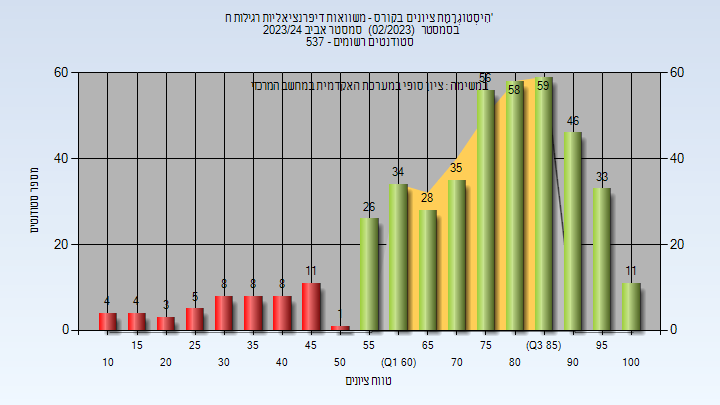 הִיסְטוֹגְרָמַת ציונים בקורס - משוואות דיפרנציאליות רגילות ח'
בסמסטר (02/2023) סמסטר אביב 2023/24
סטודנטים רשומים - 537
במשימה : ציון סופי במערכת האקדמית במחשב המרכזי
מספר סטודנטים
60
40
20
0
60
40
20
0
4 4 3 5 8 8 8 11 1 26 34 28 35 56 58 59 46 33 11
15 25 35 45 55 65 75 (Q3 85) 95
10 20 30 40 50 (Q1 60) 70 80 90 100
טווח ציונים